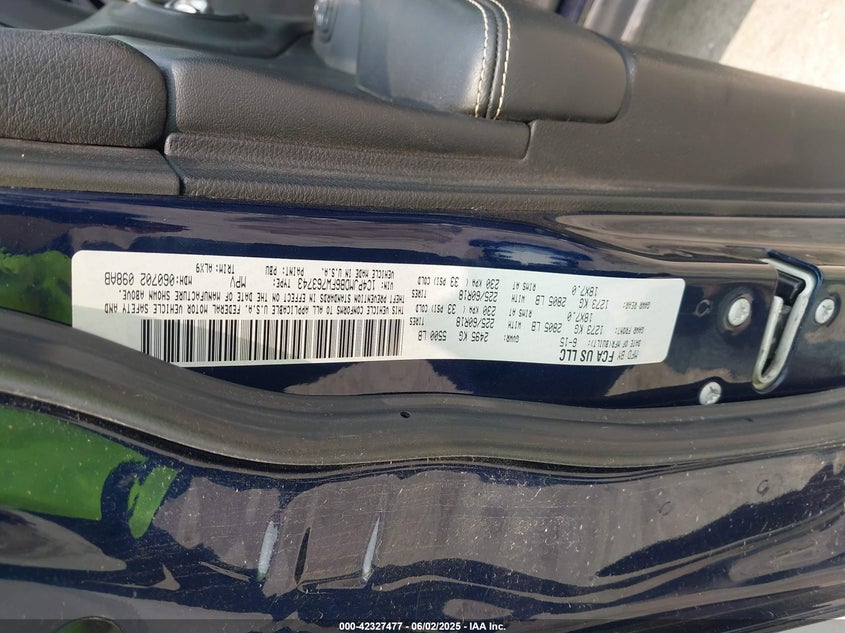 MFD BY
FCA US LLC
DATE OF MFR(BUILT): 6-15
GVWR: 2495 KG 5500 LB
GAWR FRONT: 1273 KG 2805 LB WITH TIRES
18X7.0 RIMS AT 230 KPA ( 33 PSI COLD
225/60R18
GAWR REAR: 1273 KG 2805 LB WITH TIRES
18X7.0 RIMS AT 230 KPA ( 33 PSI COLD
225/60R18
THIS VEHICLE CONFORMS TO ALL APPLICABLE U.S.A. FEDERAL MOTOR VEHICLE SAFETY AND
THEFT PREVENTION STANDARDS IN EFFECT ON THE DATE OF MANUFACTURE SHOWN ABOVE.
VIN: 1C4PJMDB6FW763743 TYPE: MPV MDH:060702 098AB
VEHICLE MADE IN U.S.A. PAINT: PBU TRIM:ALX9
000-42327477 - 06/02/2025 - IAA Inc.